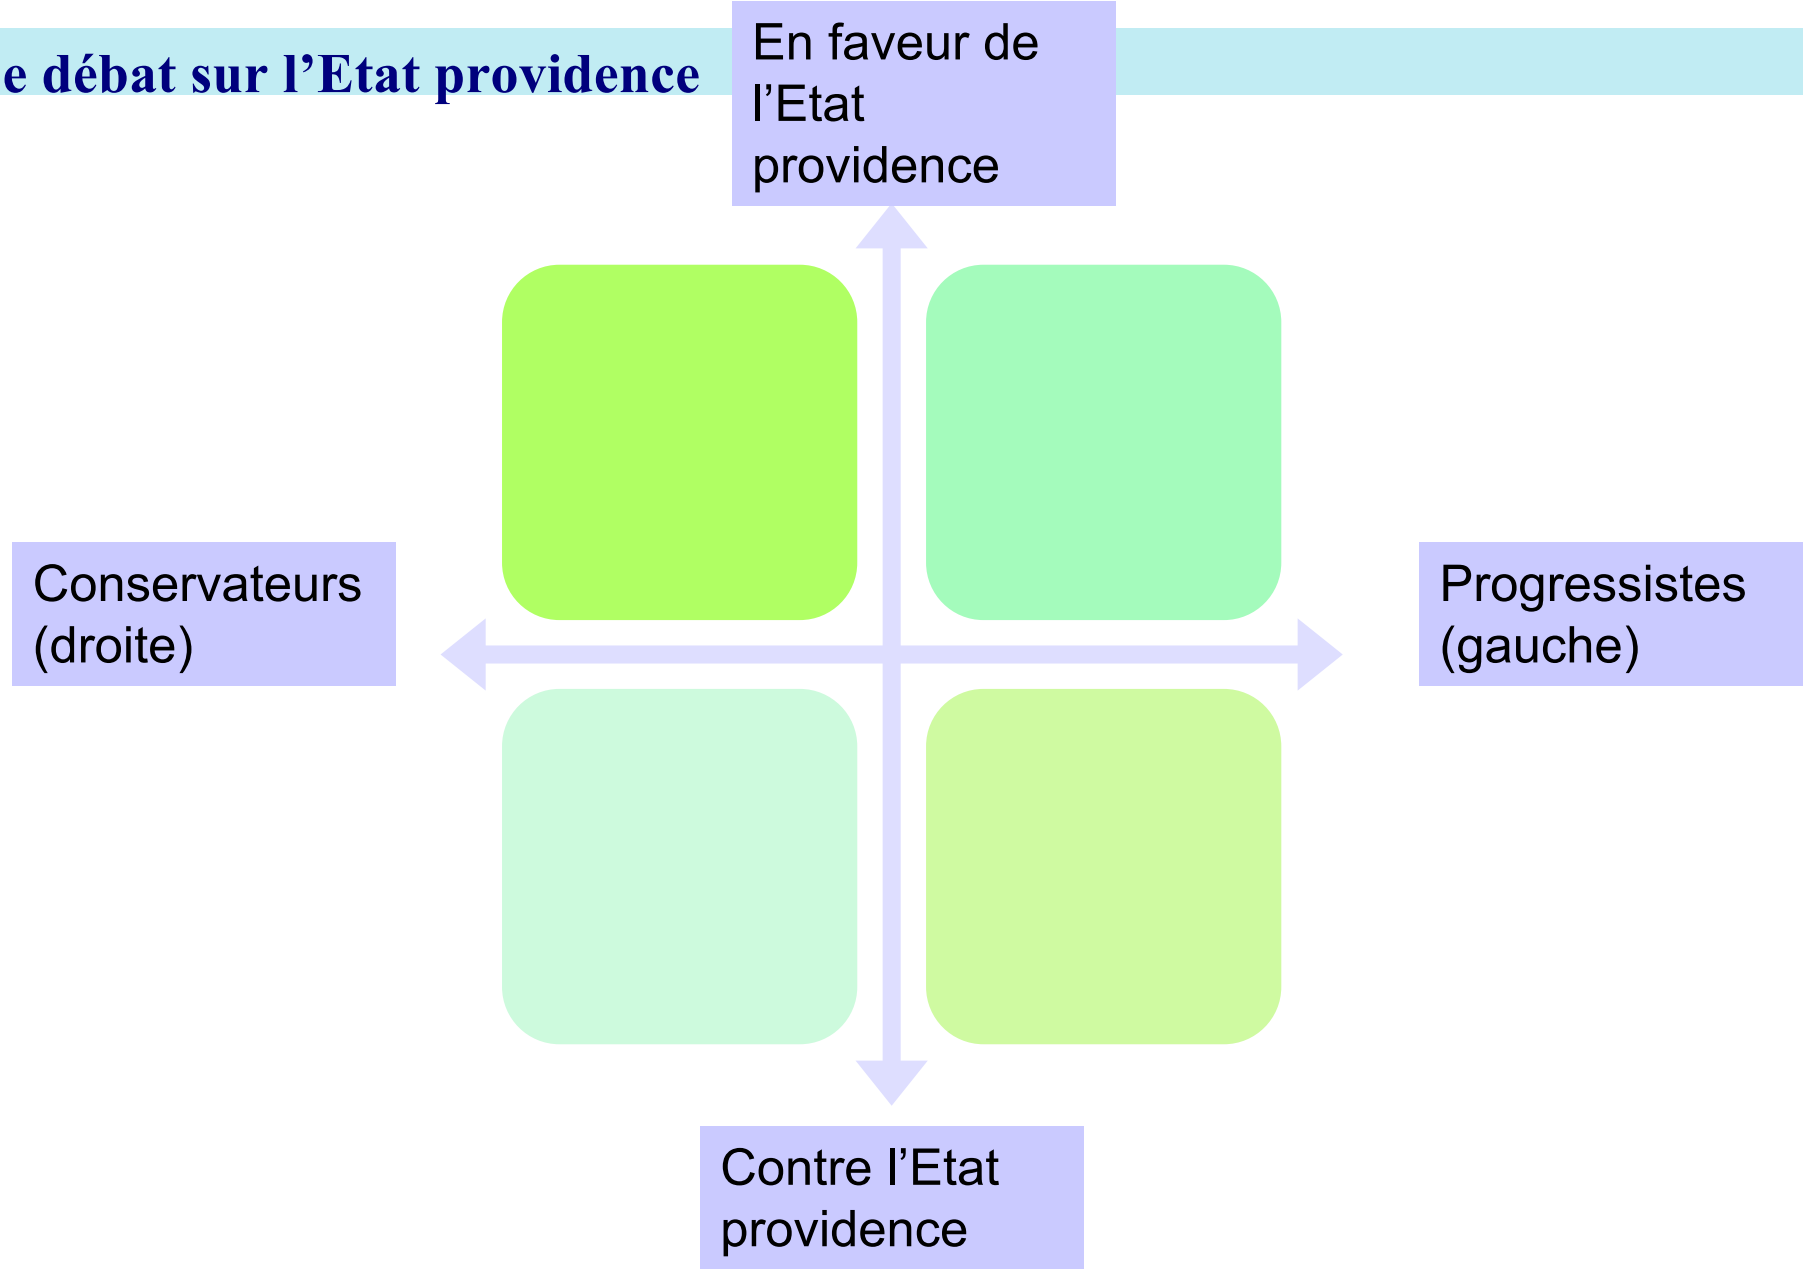 e débat sur l’Etat providence
En faveur de
l’Etat
providence
Conservateurs
(droite)
Progressistes
(gauche)
Contre l’Etat
providence